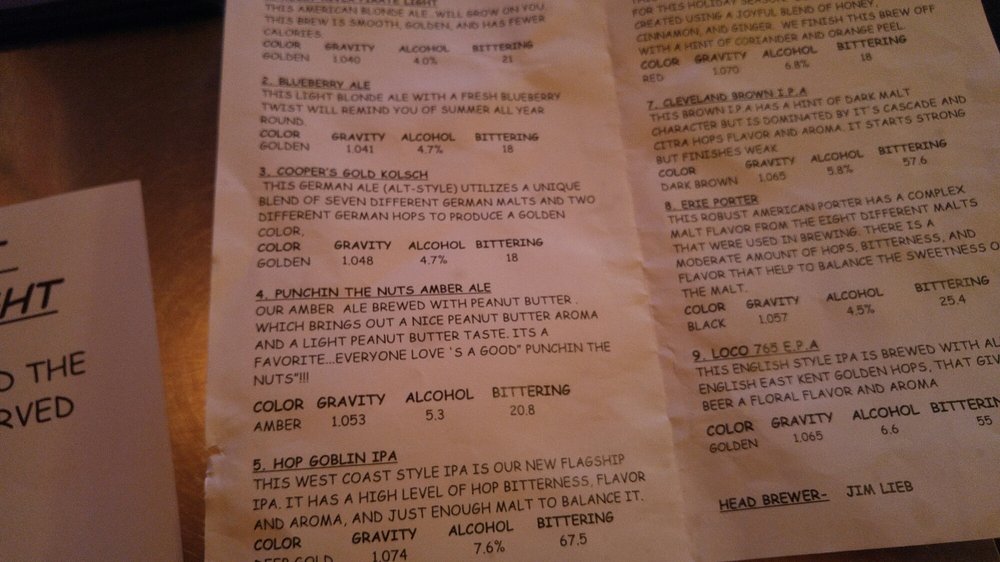 LIGHT
THIS AMERICAN BLONDE ALE. WILL GROW ON YOU.
THIS BREW IS SMOOTH, GOLDEN, AND HAS FEWER
CALORIES.
COLOR GRAVITY ALCOHOL BITTERING
GOLDEN 1.040 4.0% 21
2. BLUEBERRY ALE
THIS LIGHT BLONDE ALE WITH A FRESH BLUEBERRY
TWIST WILL REMIND YOU OF SUMMER ALL YEAR
ROUND.
COLOR GRAVITY ALCOHOL BITTERING
GOLDEN 1.041 4.7% 18
3. COOPER'S GOLD KOLSCH
THIS GERMAN ALE (ALT-STYLE) UTILIZES A UNIQUE
BLEND OF SEVEN DIFFERENT GERMAN MALTS AND TWO
DIFFERENT GERMAN HOPS TO PRODUCE A GOLDEN
COLOR,
COLOR GRAVITY ALCOHOL BITTERING
GOLDEN 1.048 4.7% 18
4. PUNCHIN THE NUTS AMBER ALE
OUR AMBER ALE BREWED WITH PEANUT BUTTER .
WHICH BRINGS OUT A NICE PEANUT BUTTER AROMA
AND A LIGHT PEANUT BUTTER TASTE. ITS A
FAVORITE...EVERYONE LOVE 'S A GOOD" PUNCHIN THE
NUTS"!!!
COLOR GRAVITY ALCOHOL BITTERING
AMBER 1.053 5.3 20.8
5. HOP GOBLIN IPA
THIS WEST COAST STYLE IPA IS OUR NEW FLAGSHIP
IPA. IT HAS A HIGH LEVEL OF HOP BITTERNESS, FLAVOR
AND AROMA, AND JUST ENOUGH MALT TO BALANCE IT.
COLOR GRAVITY ALCOHOL BITTERING
DEEP GOLD 1.074 7.6% 67.5
FOR THIS HOLIDAY SEASON
CREATED USING A JOYFUL BLEND OF HONEY,
CINNAMON, AND GINGER. WE FINISH THIS BREW OFF
WITH A HINT OF CORIANDER AND ORANGE PEEL.
COLOR GRAVITY ALCOHOL BITTERING
RED 1.070 6.8% 18
7. CLEVELAND BROWN I.P.A
THIS BROWN I.P.A HAS A HINT OF DARK MALT
CHARACTER BUT IS DOMINATED BY IT'S CASCADE AND
CITRA HOPS FLAVOR AND AROMA. IT STARTS STRONG
BUT FINISHES WEAK
COLOR GRAVITY ALCOHOL BITTERING
DARK BROWN 1.065 5.8% 57.6
8. ERIE PORTER
THIS ROBUST AMERICAN PORTER HAS A COMPLEX
MALT FLAVOR FROM THE EIGHT DIFFERENT MALTS
THAT WERE USED IN BREWING. THERE IS A
MODERATE AMOUNT OF HOPS, BITTERNESS, AND
FLAVOR THAT HELP TO BALANCE THE SWEETNESS O
THE MALT.
COLOR GRAVITY ALCOHOL BITTERING
BLACK 1.057 4.5% 25.4
9. LOCO 765 E.P.A
THIS ENGLISH STYLE IPA IS BREWED WITH AL
ENGLISH EAST KENT GOLDEN HOPS, THAT GIV
BEER A FLORAL FLAVOR AND AROMA
COLOR GRAVITY ALCOHOL BITTERIN
GOLDEN 1.065 6.6 55
HEAD BREWER- JIM LIEB
GHT
D THE
RVED